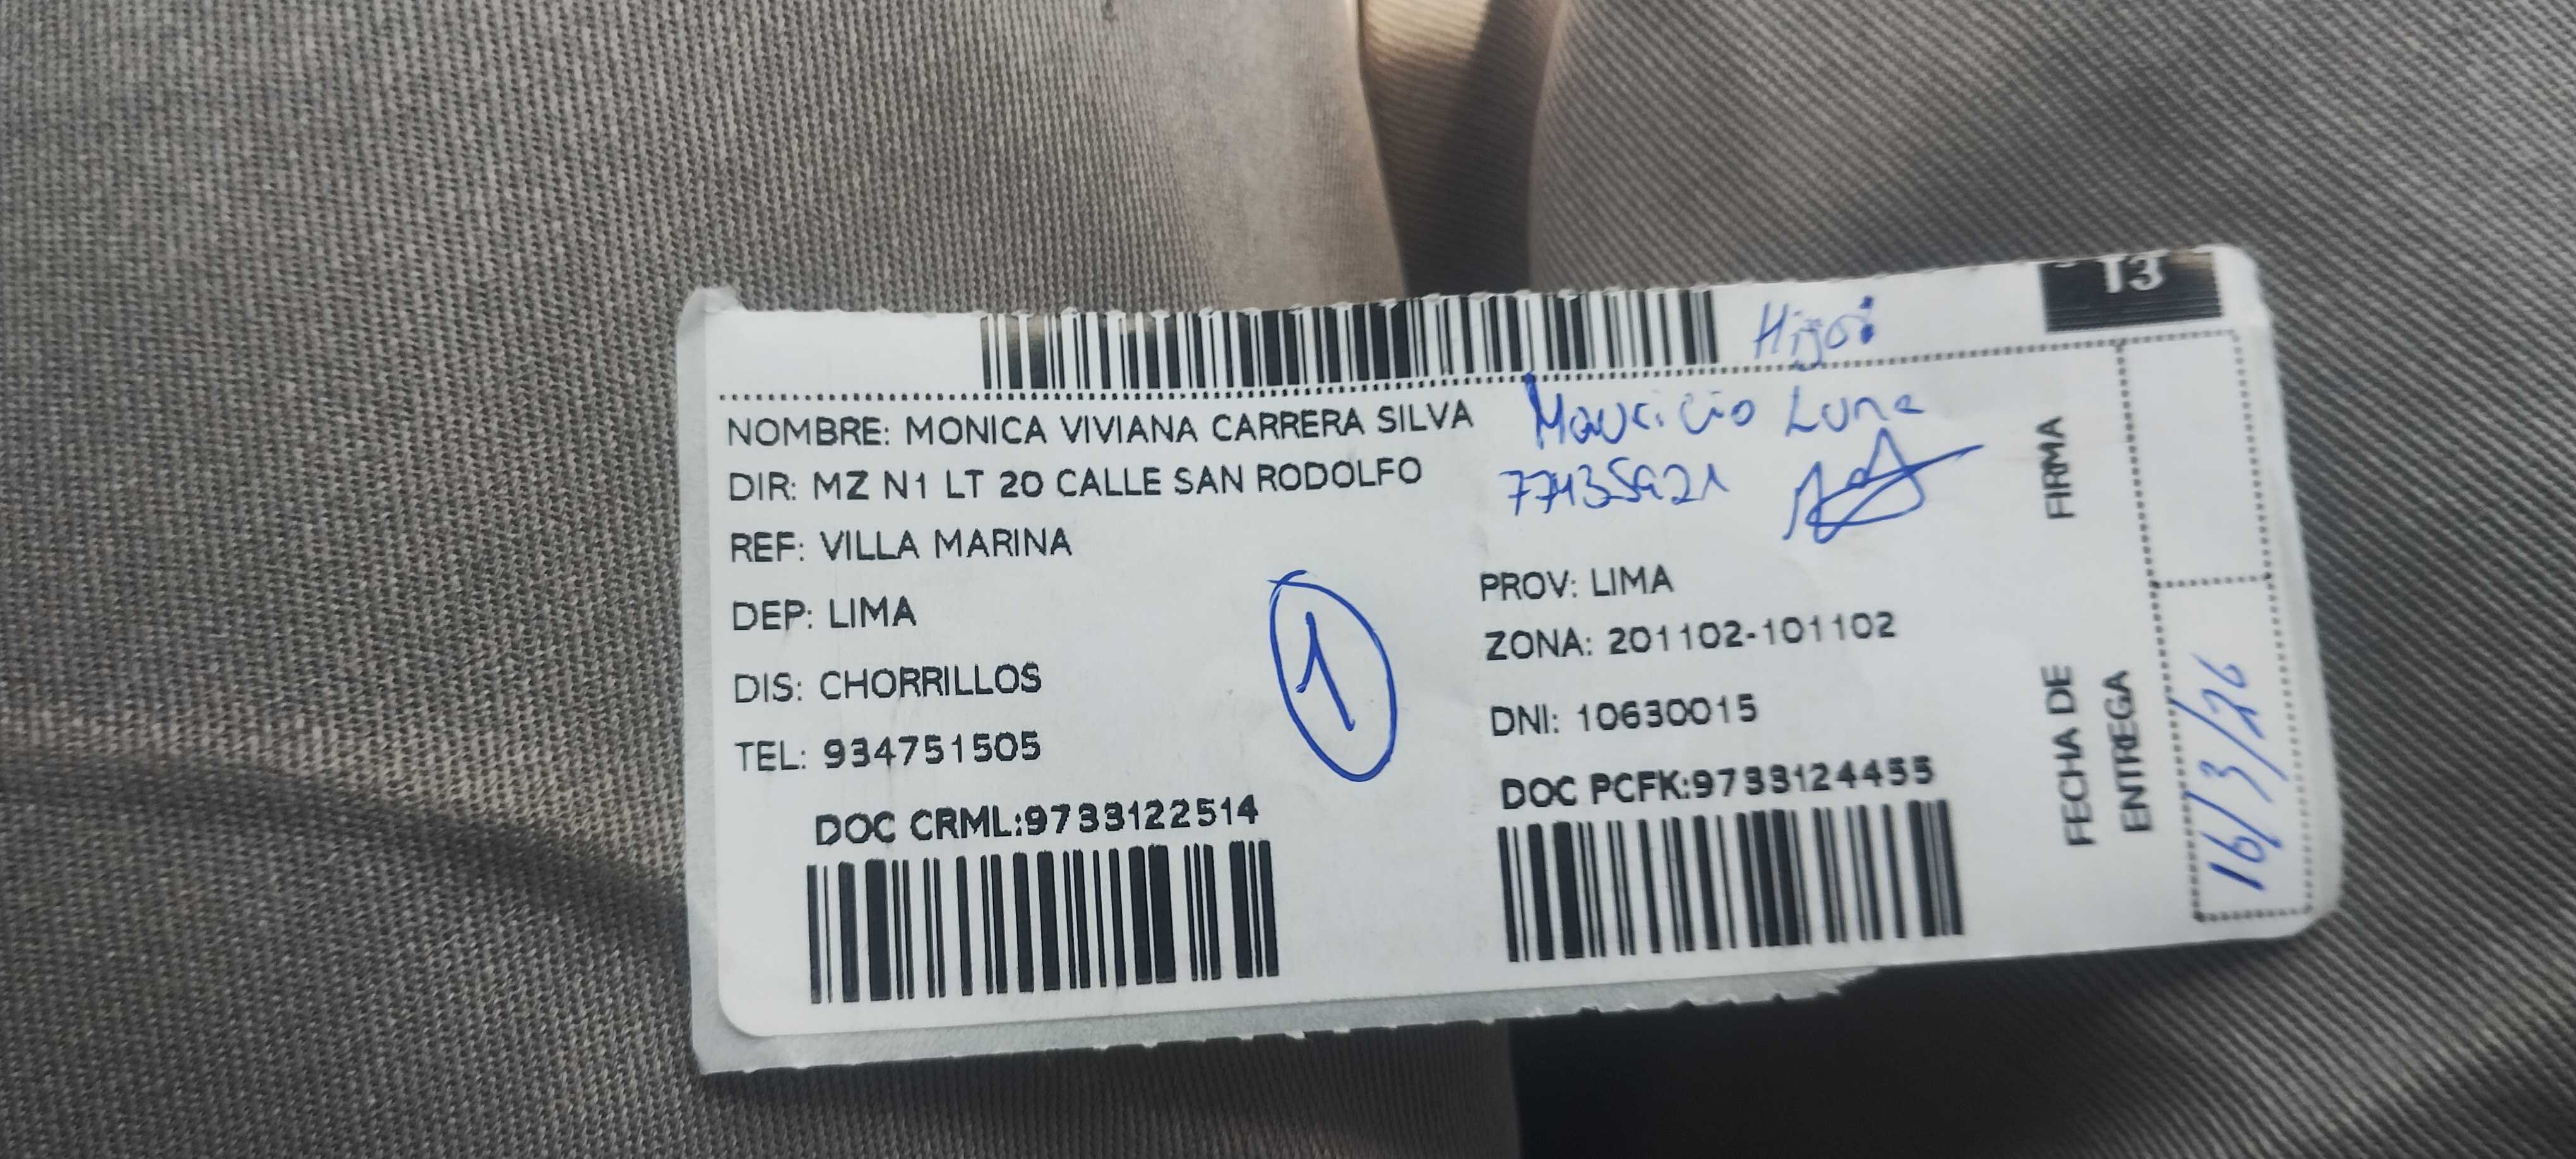 13
Hijo:
NOMBRE: MONICA VIVIANA CARRERA SILVA
Mauricio Luna
DIR: MZ N1 LT 20 CALLE SAN RODOLFO
77435921
REF: VILLA MARINA
DEP: LIMA
PROV: LIMA
ZONA: 201102-101102
DIS: CHORRILLOS
DNI: 10630015
TEL: 934751505
1
DOC CRML:9733122514
DOC PCFK:9733124455
FIRMA
FECHA DE
ENTREGA
16/3/26